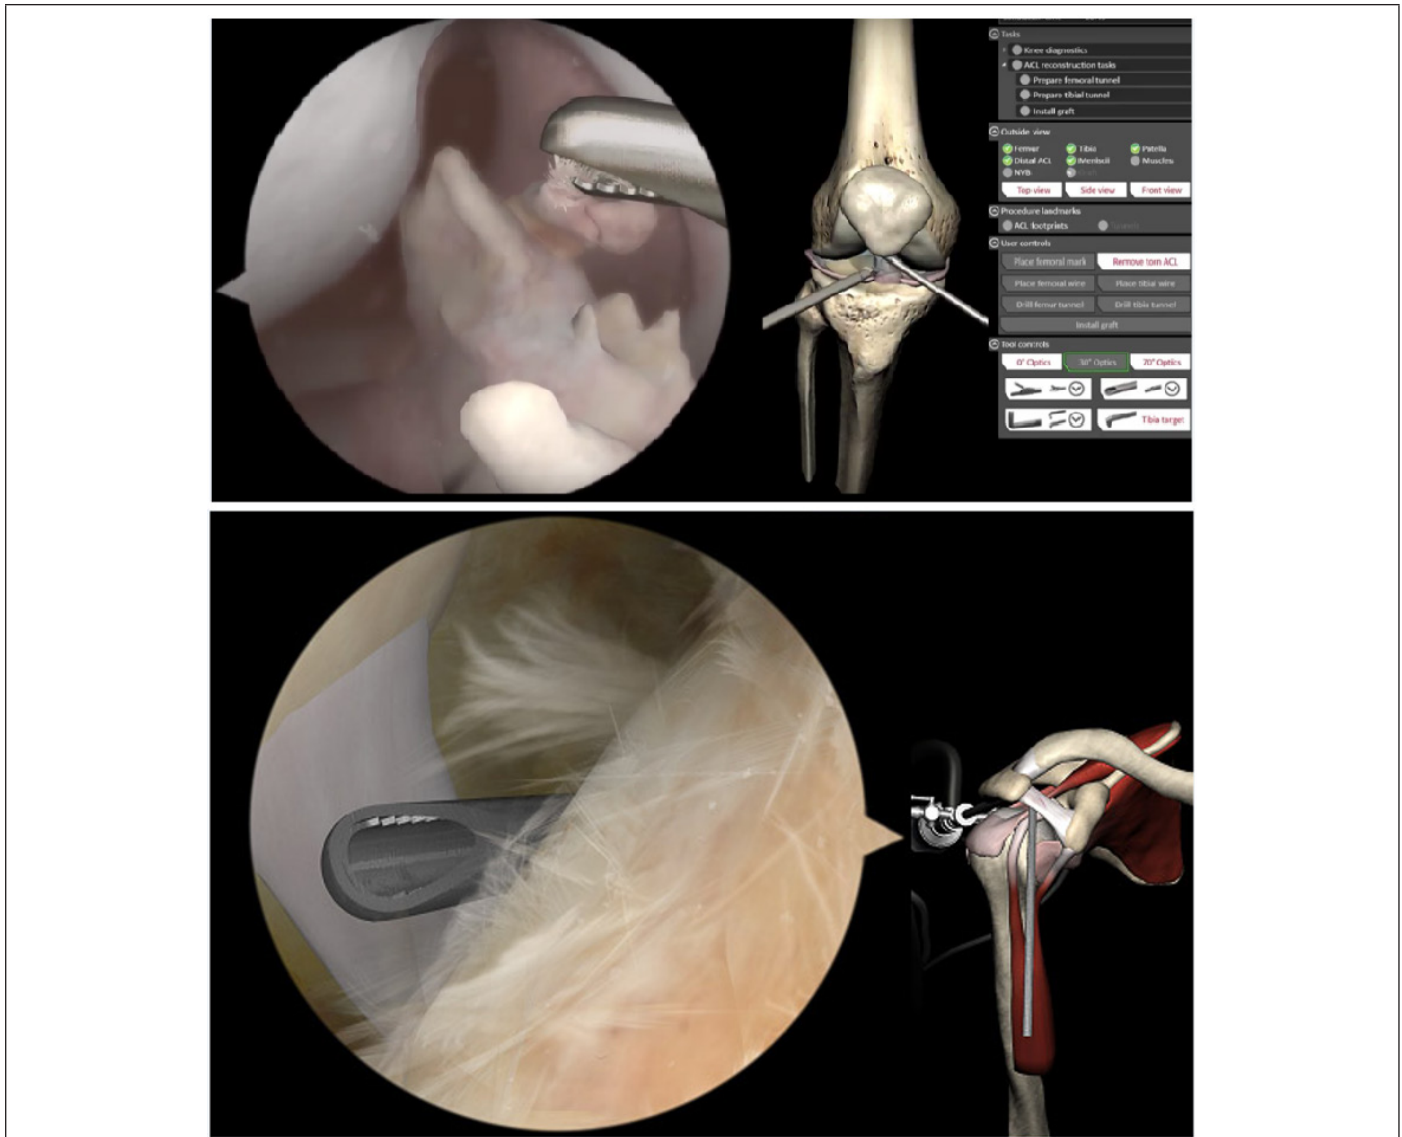 Tasks
Knee diagnostics
ACL reconstruction tasks
Prepare femoral tunnel
Prepare tibial tunnel
Install graft
Outside view
Femur Tibia Patella
Distal ACL Menisci Muscles
Top view Side view Front view
Procedure landmarks
ACL footprints
User controls
Place femoral mark Remove torn ACL
Place femoral wire Place tibia wire
Drill femur tunnel Drill tibia tunnel
Install graft
Tool controls
0° Optics 30° Optics 70° Optics
Tibia target